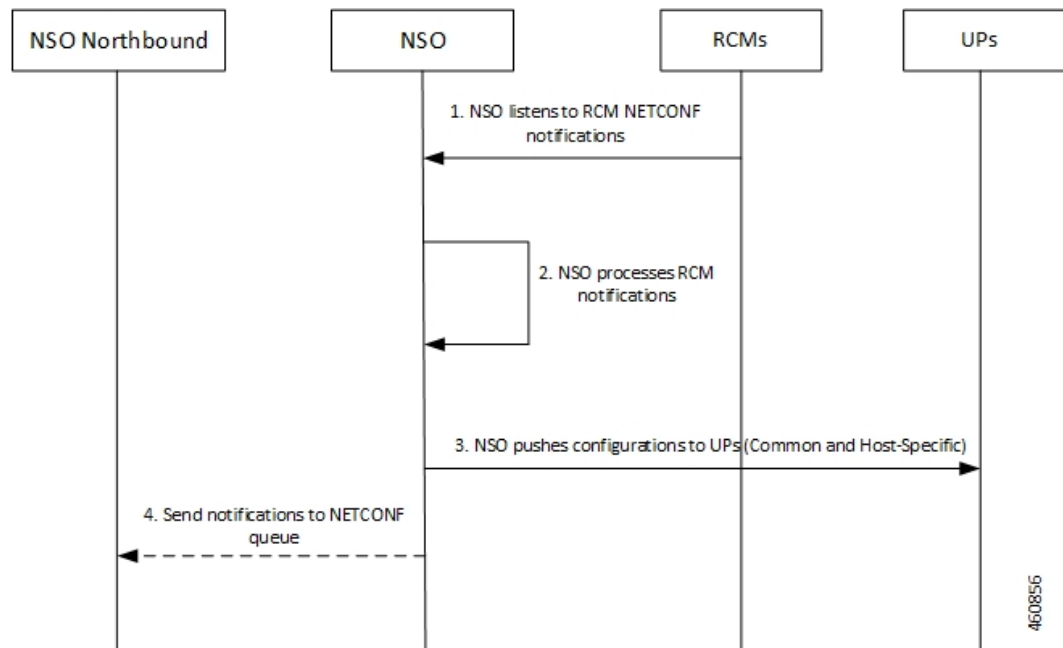 NSO Northbound
NSO
RCMs
UPs
1. NSO listens to RCM NETCONF
notifications
2. NSO processes RCM
notifications
3. NSO pushes configurations to UPs (Common and Host-Specific)
4. Send notifications to NETCONF
queue
460856